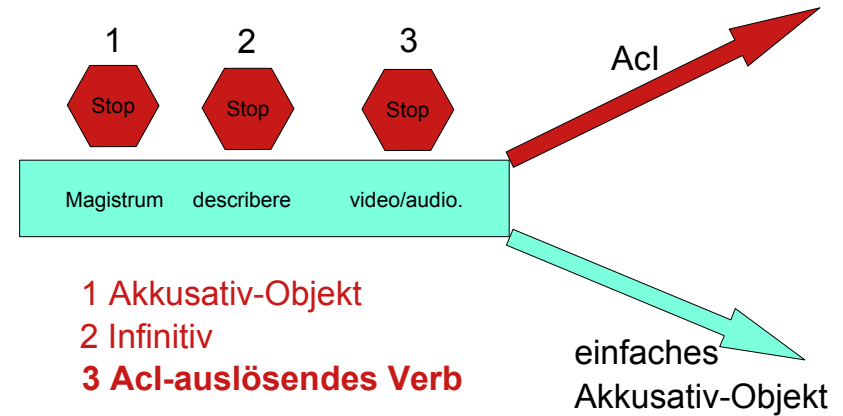 1 2 3
AcI
Stop Stop Stop
Magistrum describere video/audio.
1 Akkusativ-Objekt
2 Infinitiv
3 AcI-auslösendes Verb
einfaches
Akkusativ-Objekt